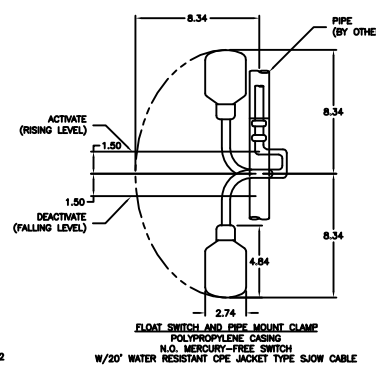 8.34
PIPE
(BY OTHE
ACTIVATE
(RISING LEVEL)
8.34
1.50
1.50
DEACTIVATE
(FALLING LEVEL)
8.34
4.84
2.74
FLOAT SWITCH AND PIPE MOUNT CLAMP
POLYPROPYLENE CASING
N.O. MERCURY-FREE SWITCH
2
W/20' WATER RESISTANT CPE JACKET TYPE SJOW CABLE